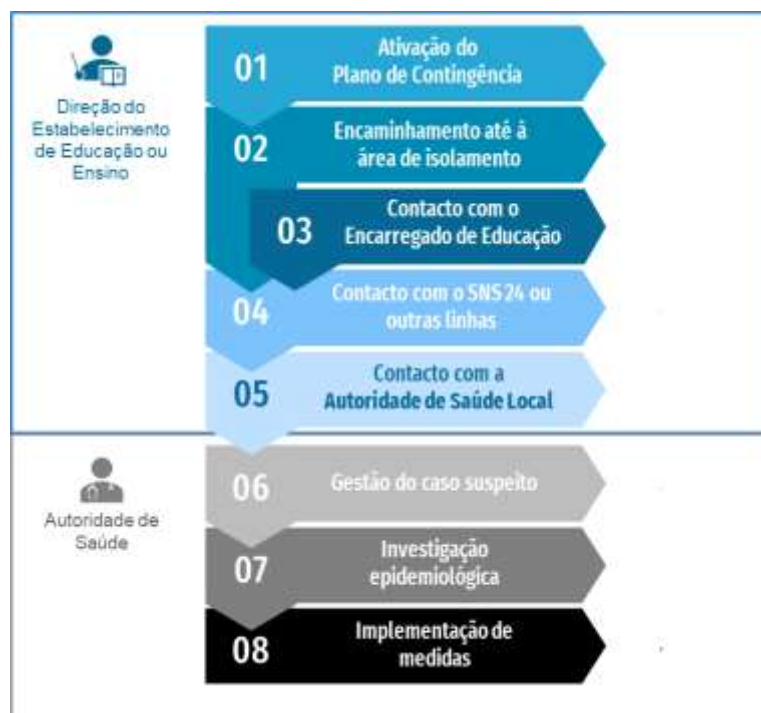 Direção do
Estabelecimento
de Educação ou
Ensino
01
Ativação do
Plano de Contingência
02
Encaminhamento até à
área de isolamento
03
Contacto com o
Encarregado de Educação
04
Contacto com o SNS 24 ou
outras linhas
05
Contacto com a
Autoridade de Saúde Local
Autoridade de
Saúde
06
Gestão do caso suspeito
07
Investigação
epidemiológica
08
Implementação de
medidas